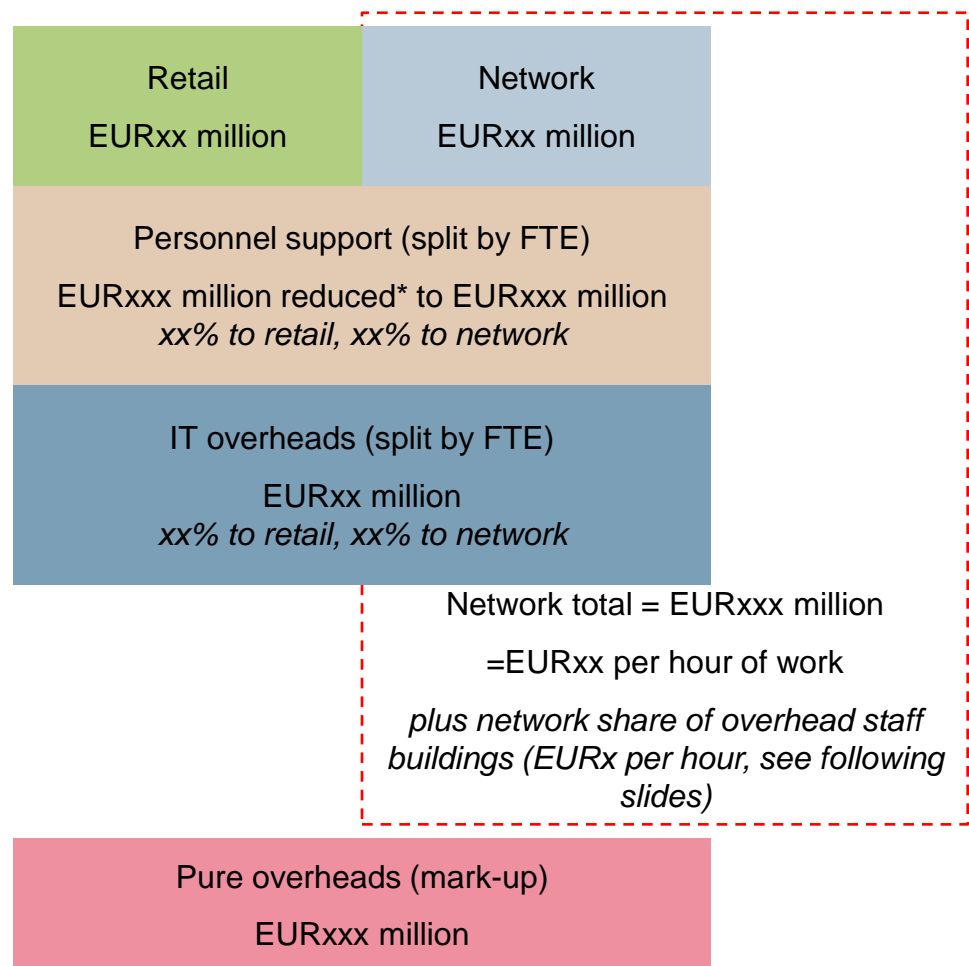 Retail
EURxx million
Network
EURxx million
Personnel support (split by FTE)
EURxxx million reduced* to EURxxx million
xx% to retail, xx% to network
IT overheads (split by FTE)
EURxx million
xx% to retail, xx% to network
Network total = EURxxx million
=EURxx per hour of work
plus network share of overhead staff
buildings (EURx per hour, see following
slides)
Pure overheads (mark-up)
EURxxx million